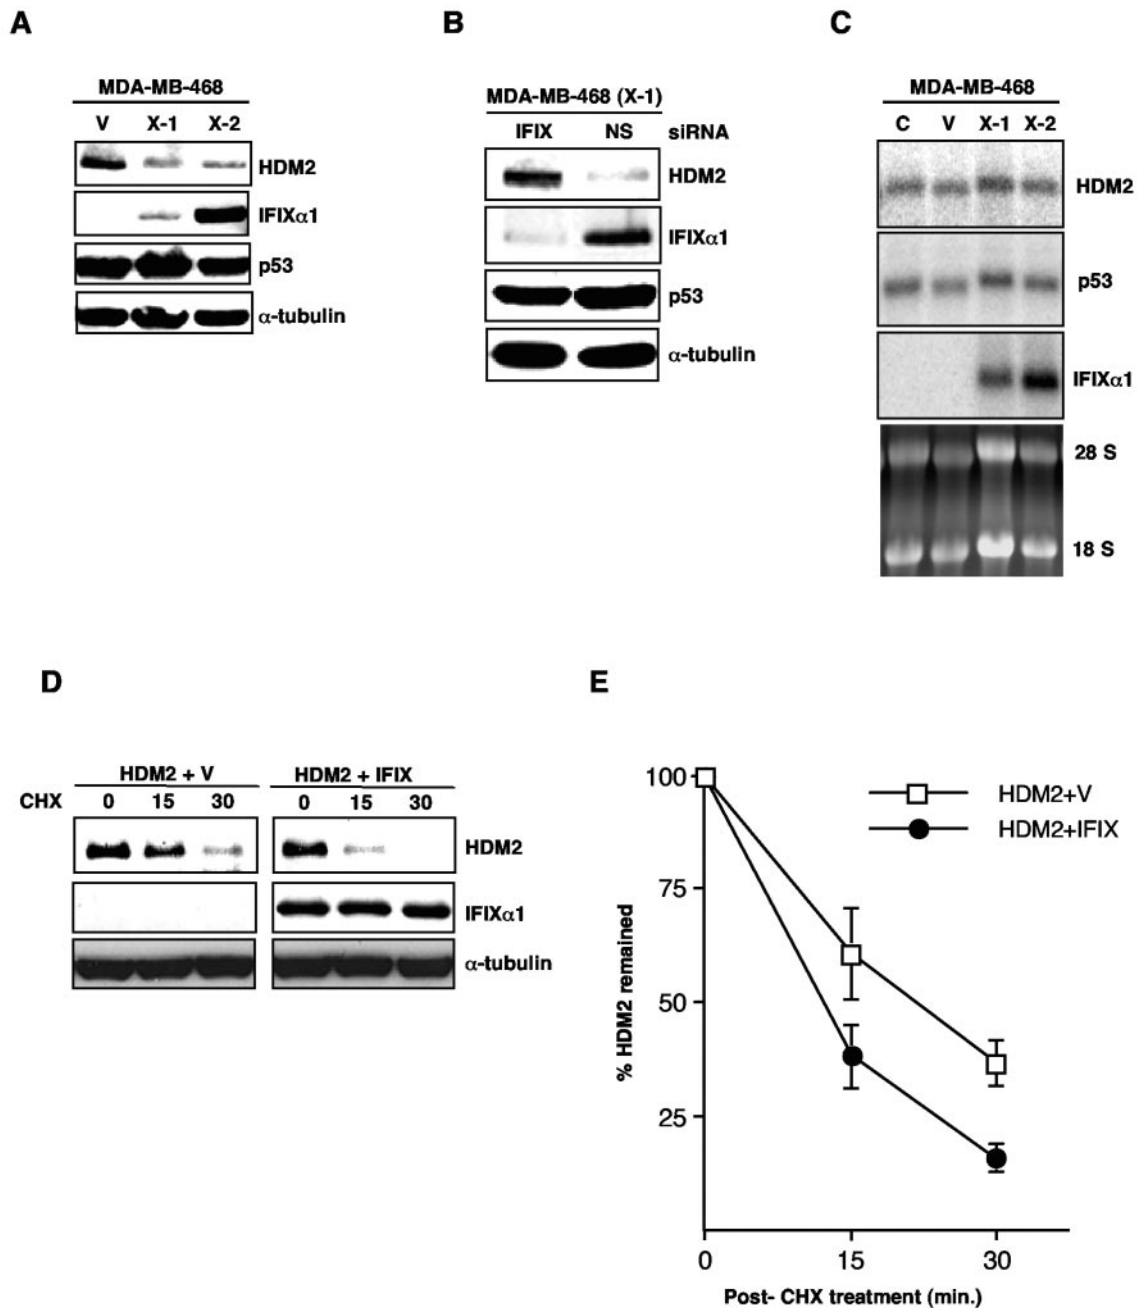 A
MDA-MB-468
V X-1 X-2
HDM2
IFIXα1
p53
α-tubulin
B
MDA-MB-468 (X-1)
IFIX NS siRNA
HDM2
IFIXα1
p53
α-tubulin
C
MDA-MB-468
C V X-1 X-2
HDM2
p53
IFIXα1
28 S
18 S
D
HDM2 + V HDM2 + IFIX
CHX 0 15 30 0 15 30
HDM2
IFIXα1
α-tubulin
E
100
75
50
25
% HDM2 remained
HDM2+V
HDM2+IFIX
0 15 30
Post- CHX treatment (min.)